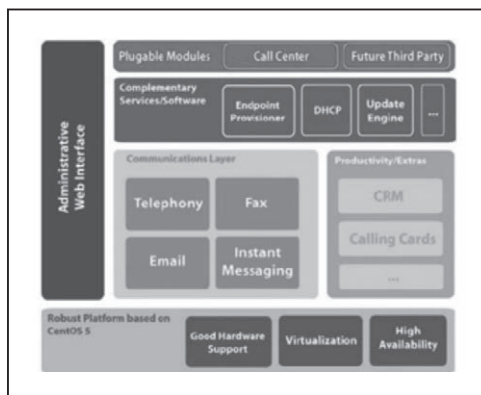 Administrative
Web Interface
Plugable Modules
Call Center
Future Third Party
Complementary
Services/Software
Endpoint
Provisioner
DHCP
Update
Engine
...
Communications Layer
Telephony
Fax
Email
Instant
Messaging
Productivity/Extras
CRM
Calling Cards
...
Robust Platform based on
CentOS 5
Good Hardware
Support
Virtualization
High
Availability